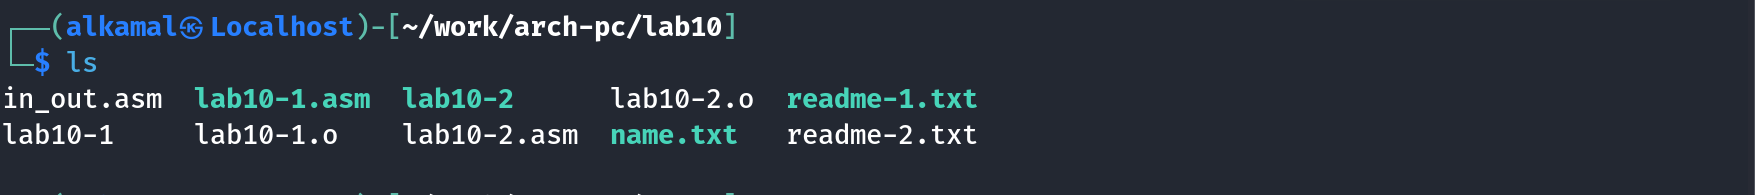 (alkamal㉿Localhost)-[~/work/arch-pc/lab10]
$ ls
in_out.asm lab10-1.asm lab10-2 lab10-2.o readme-1.txt
lab10-1 lab10-1.o lab10-2.asm name.txt readme-2.txt